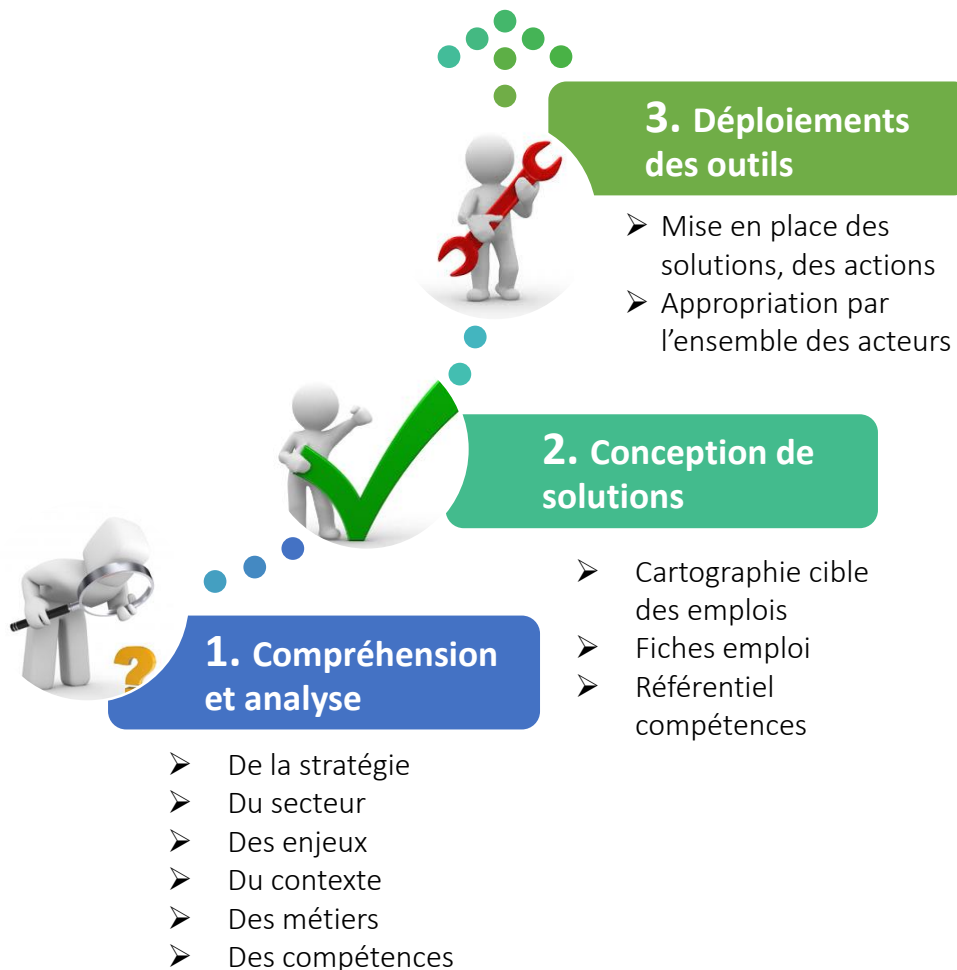 3. Déploiements
des outils
➢ Mise en place des
solutions, des actions
➢ Appropriation par
l’ensemble des acteurs
2. Conception de
solutions
➢ Cartographie cible
des emplois
➢ Fiches emploi
➢ Référentiel
compétences
1. Compréhension
et analyse
➢ De la stratégie
➢ Du secteur
➢ Des enjeux
➢ Du contexte
➢ Des métiers
➢ Des compétences
?